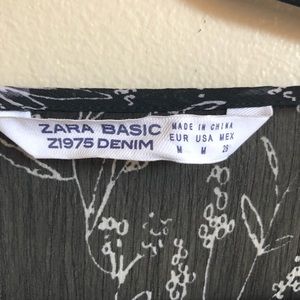 ZARA BASIC
Z1975 DENIM
MADE IN CHINA
EUR USA MEX
M M 28